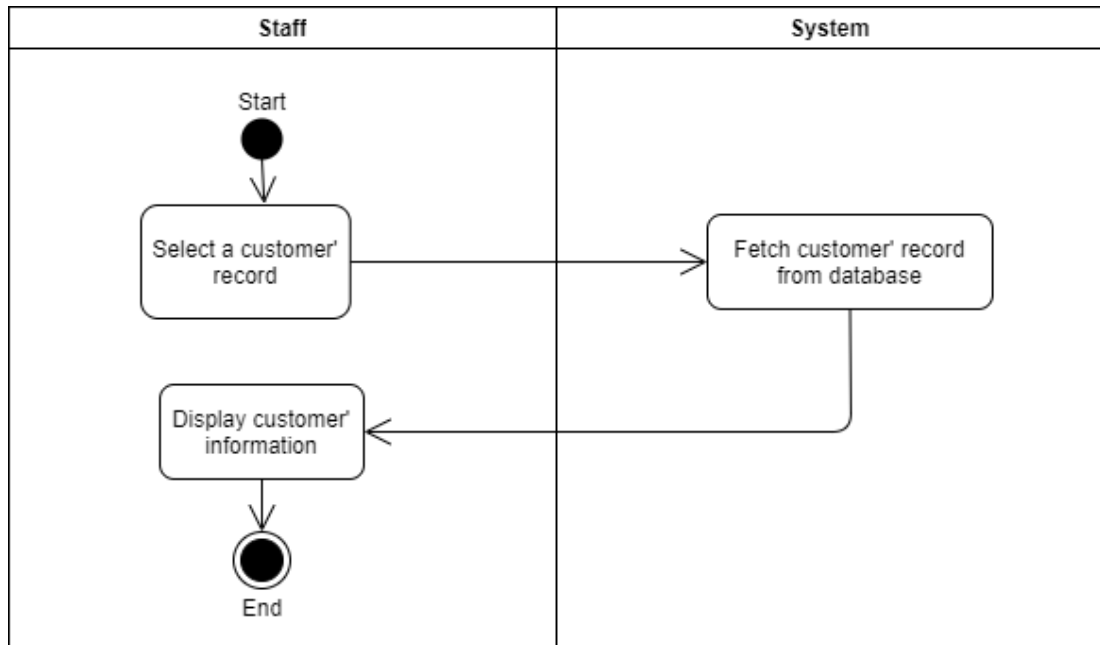 Staff
System
Start
Select a customer'
record
Fetch customer' record
from database
Display customer'
information
End